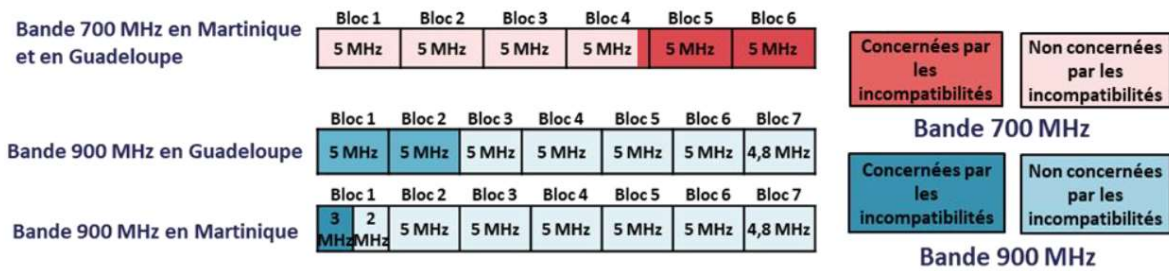 Bande 700 MHz en Martinique
et en Guadeloupe
Bloc 1 Bloc 2 Bloc 3 Bloc 4 Bloc 5 Bloc 6
5 MHz 5 MHz 5 MHz 5 MHz 5 MHz 5 MHz
Concernées par
les
incompatibilités
Non concernées
par les
incompatibilités
Bande 700 MHz
Bande 900 MHz en Guadeloupe
Bloc 1 Bloc 2 Bloc 3 Bloc 4 Bloc 5 Bloc 6 Bloc 7
5 MHz 5 MHz 5 MHz 5 MHz 5 MHz 5 MHz 4,8 MHz
Bande 900 MHz en Martinique
Bloc 1 Bloc 2 Bloc 3 Bloc 4 Bloc 5 Bloc 6 Bloc 7
3 MHz 2 MHz 5 MHz 5 MHz 5 MHz 5 MHz 5 MHz 4,8 MHz
Concernées par
les
incompatibilités
Non concernées
par les
incompatibilités
Bande 900 MHz